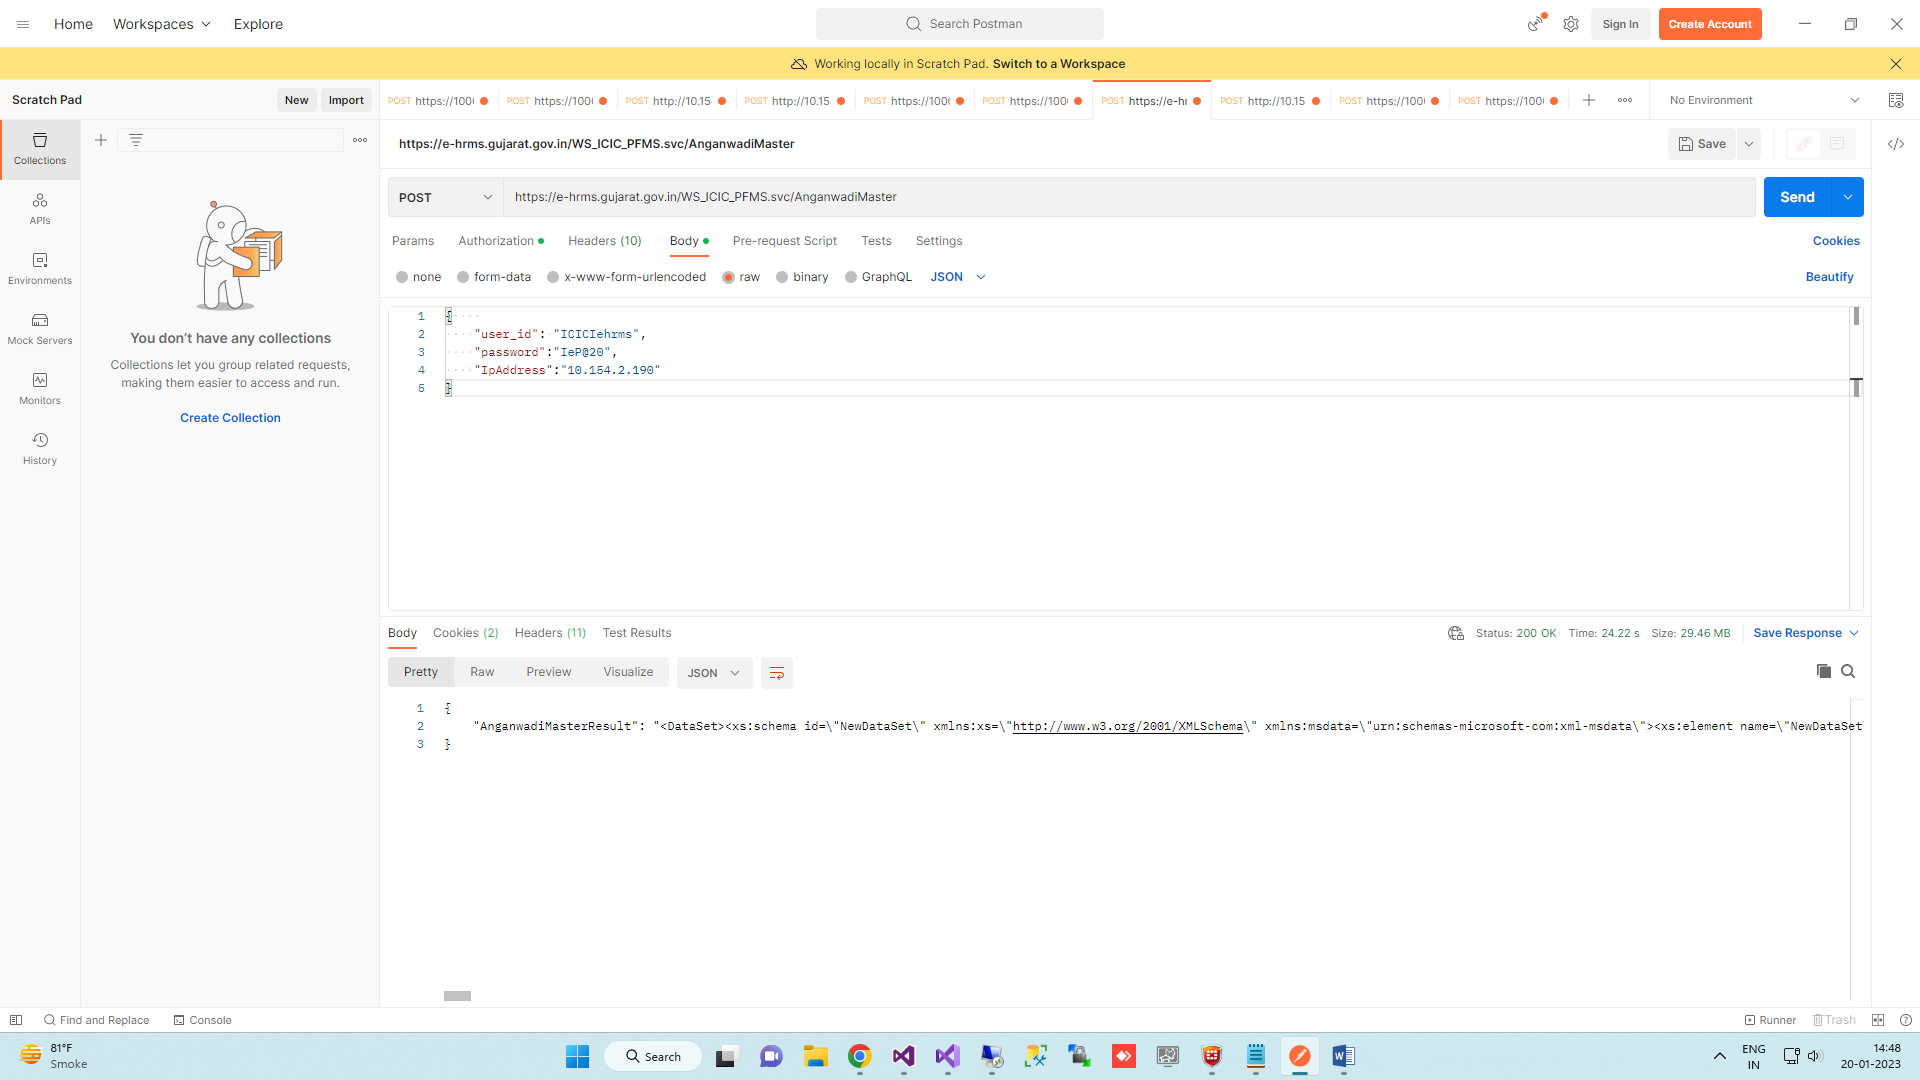 Home Workspaces Explore Search Postman Sign In Create Account
Working locally in Scratch Pad. Switch to a Workspace
Scratch Pad New Import POST https://100 POST https://100 POST http://10.15 POST http://10.15 POST https://100 POST https://100 POST https://e-hr POST http://10.15 POST https://100 POST https://100 No Environment
Collections
APIs
Environments
Mock Servers
Monitors
History
You don't have any collections
Collections let you group related requests,
making them easier to access and run.
Create Collection
https://e-hrms.gujarat.gov.in/WS_ICIC_PFMS.svc/AnganwadiMaster Save
POST https://e-hrms.gujarat.gov.in/WS_ICIC_PFMS.svc/AnganwadiMaster Send
Params Authorization Headers (10) Body Pre-request Script Tests Settings Cookies
none form-data x-www-form-urlencoded raw binary GraphQL JSON Beautify
1 {
2 "user_id": "ICICIehrms",
3 "password":"IeP@20",
4 "IpAddress":"10.154.2.190"
5 }
Body Cookies (2) Headers (11) Test Results Status: 200 OK Time: 24.22 s Size: 29.46 MB Save Response
Pretty Raw Preview Visualize JSON
1 {
2 "AnganwadiMasterResult": "<DataSet><xs:schema id=\"NewDataSet\" xmlns:xs=\"http://www.w3.org/2001/XMLSchema\" xmlns:msdata=\"urn:schemas-microsoft-com:xml-msdata\"><xs:element name=\"NewDataSet
3 }
Find and Replace Console Runner Trash
81°F
Smoke
Search
ENG
IN
14:48
20-01-2023